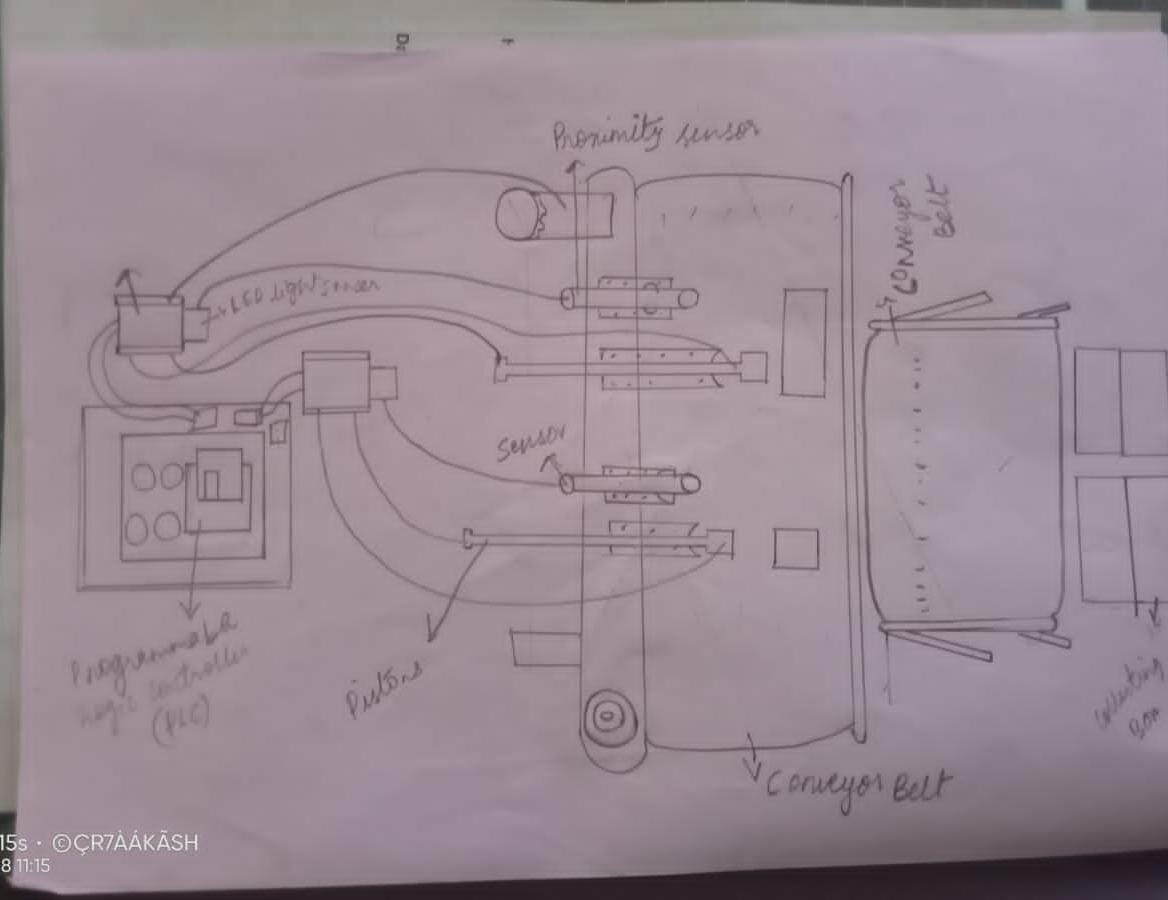 Proximity sensor
Conveyor
Belt
LED light sensor
Sensor
Programmable
logic controller
(PLC)
Pistons
Conveyor Belt
Collecting
Box
15s · ©ÇR7ÀÁKÃSH
8 11:15